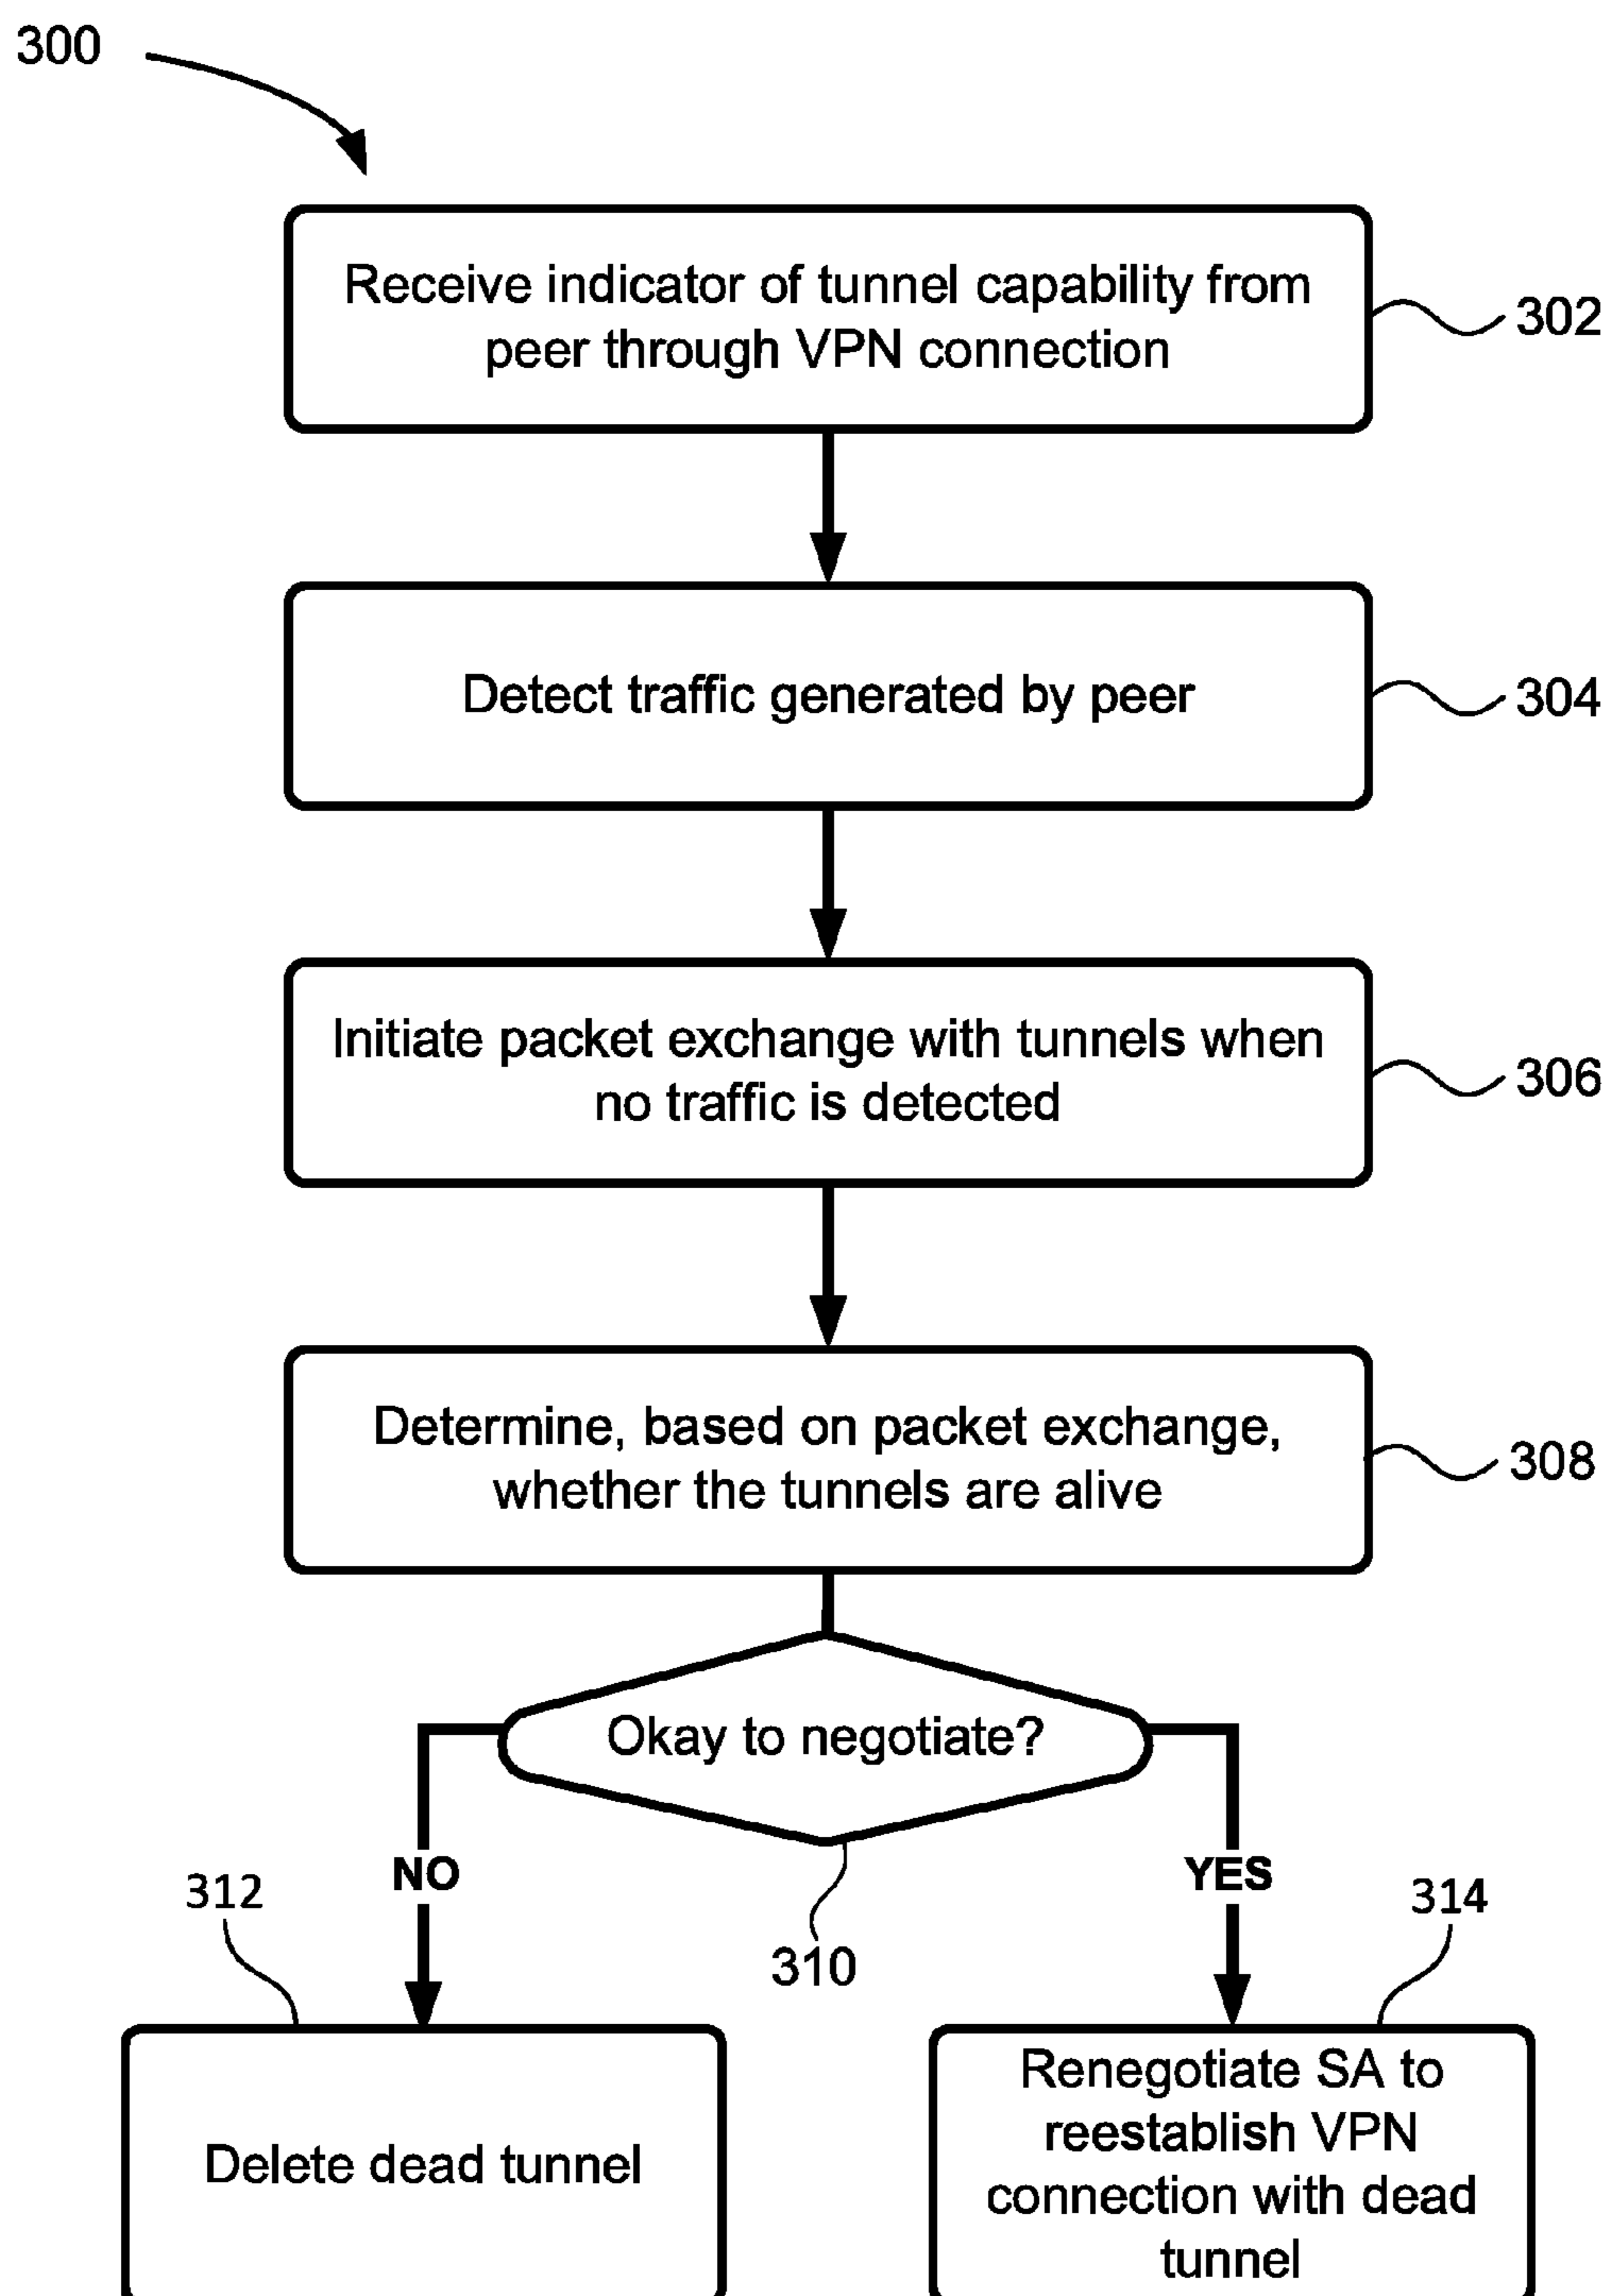 300
Receive indicator of tunnel capability from
peer through VPN connection
302
Detect traffic generated by peer
304
Initiate packet exchange with tunnels when
no traffic is detected
306
Determine, based on packet exchange,
whether the tunnels are alive
308
Okay to negotiate?
NO
YES
312
314
310
Delete dead tunnel
Renegotiate SA to
reestablish VPN
connection with dead
tunnel